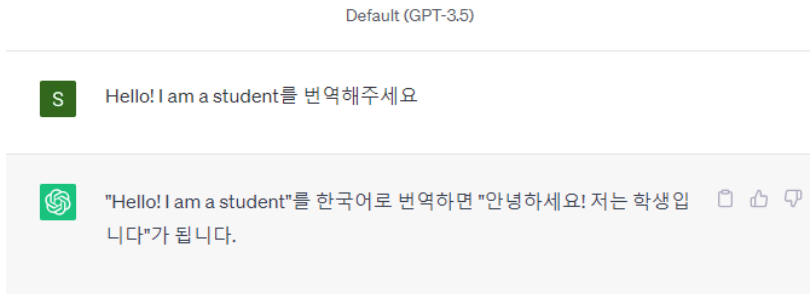 Default (GPT-3.5)
S
Hello! I am a student를 번역해주세요
"Hello! I am a student"를 한국어로 번역하면 "안녕하세요! 저는 학생입
니다"가 됩니다.